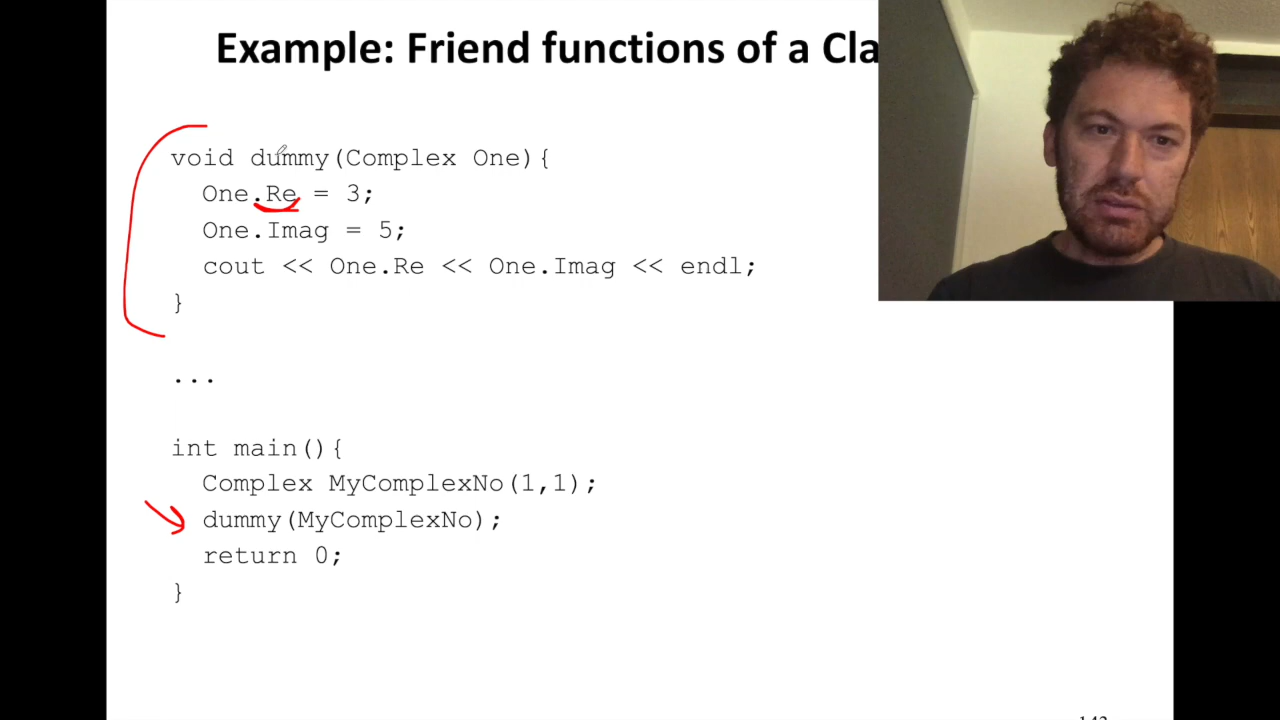 Example: Friend functions of a Cla
void dummy(Complex One){
One.Re = 3;
One.Imag = 5;
cout << One.Re << One.Imag << endl;
}
...
int main(){
Complex MyComplexNo(1,1);
dummy(MyComplexNo);
return 0;
}